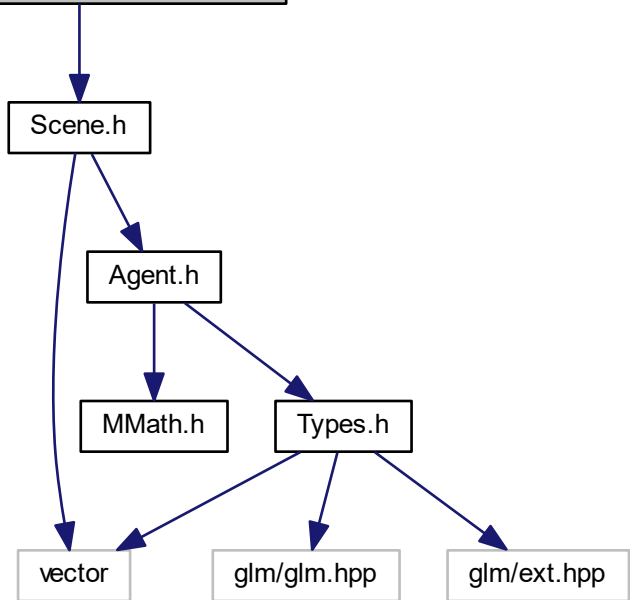 Scene.h
Agent.h
MMath.h
Types.h
vector
glm/glm.hpp
glm/ext.hpp